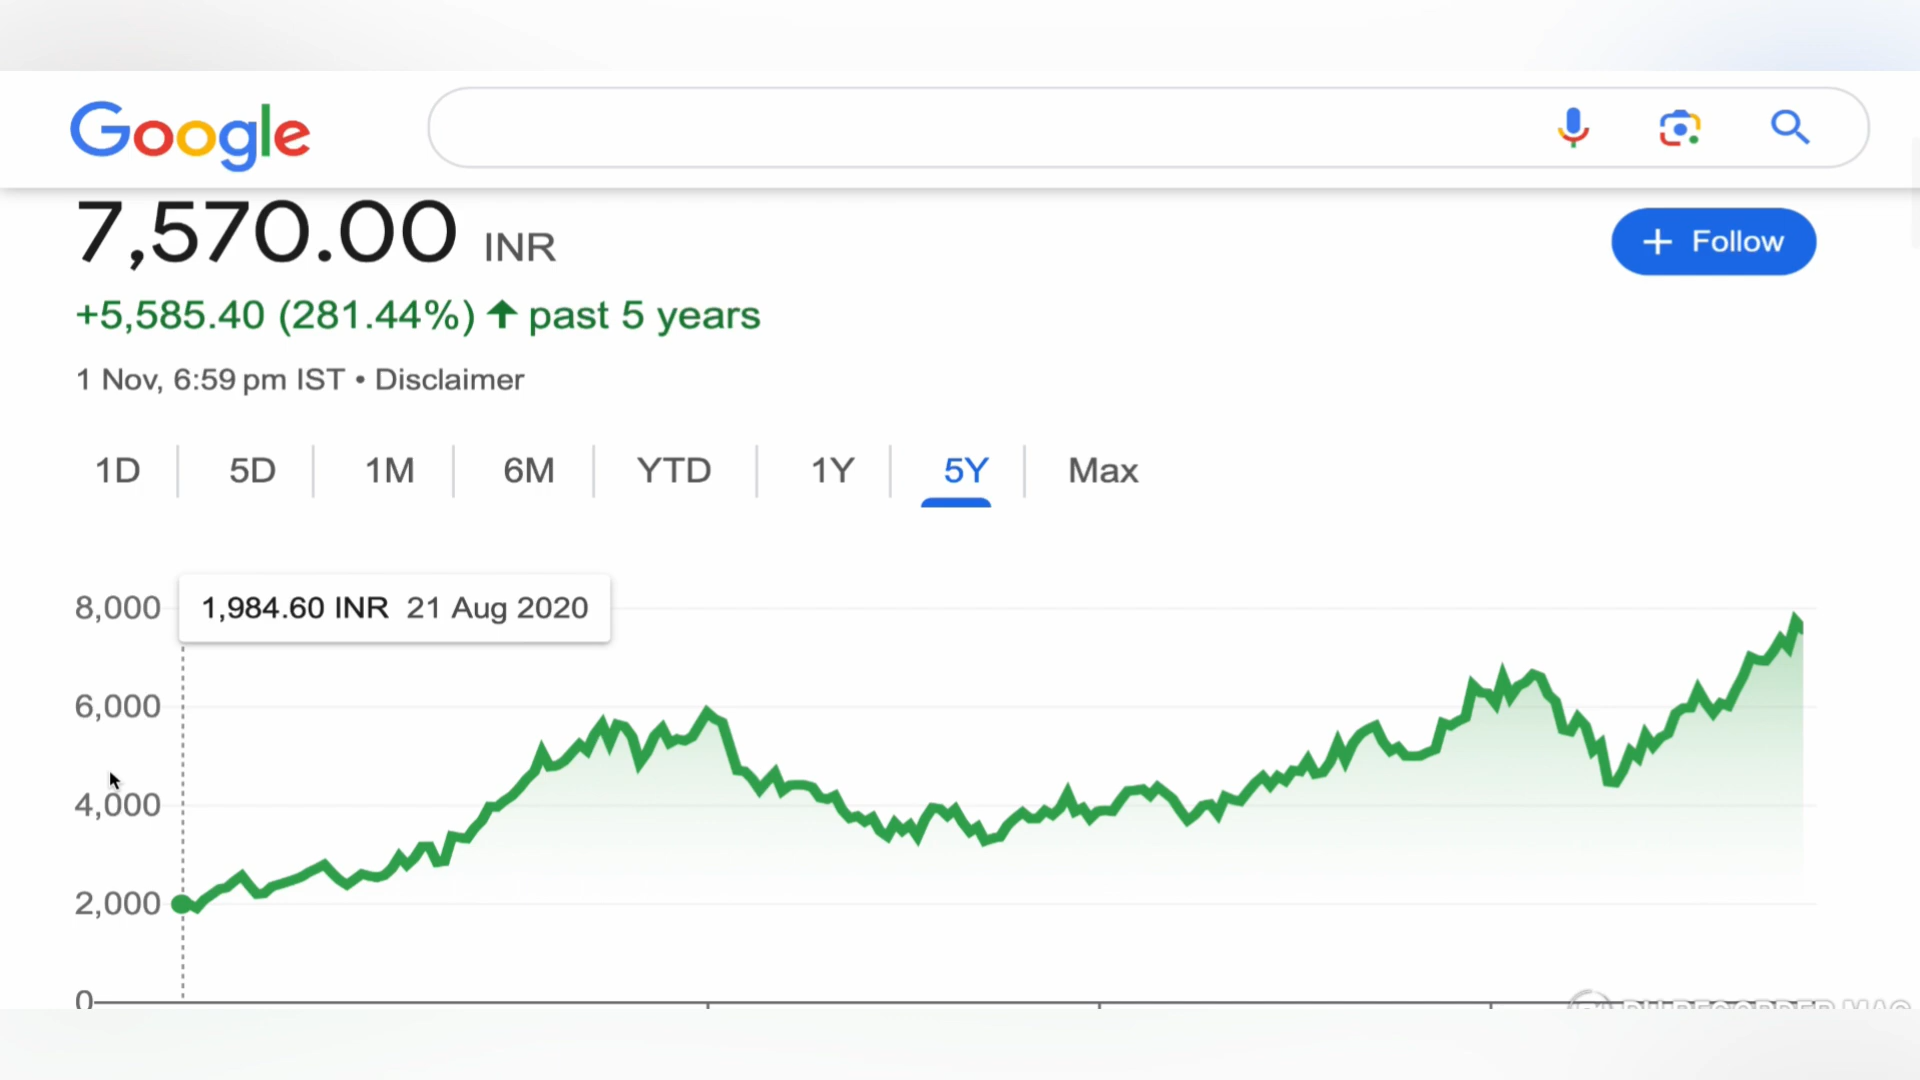 Google
7,570.00 INR
+ Follow
+5,585.40 (281.44%) ↑ past 5 years
1 Nov, 6:59 pm IST • Disclaimer
1D 5D 1M 6M YTD 1Y 5Y Max
1,984.60 INR 21 Aug 2020
8,000
6,000
4,000
2,000
0